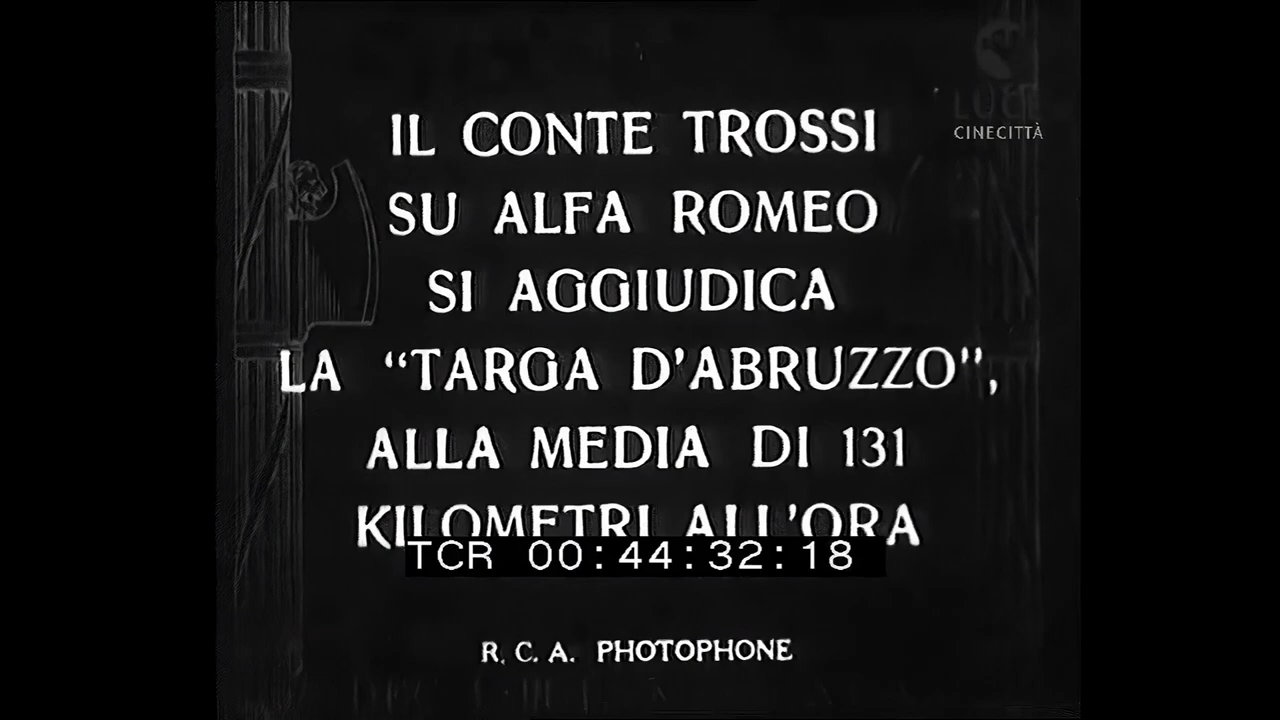 LUCE
CINECITTÀ
IL CONTE TROSSI
SU ALFA ROMEO
SI AGGIUDICA
LA “TARGA D'ABRUZZO”,
ALLA MEDIA DI 131
KILOMETRI ALL'ORA
TCR 00:44:32:18
R. C. A. PHOTOPHONE